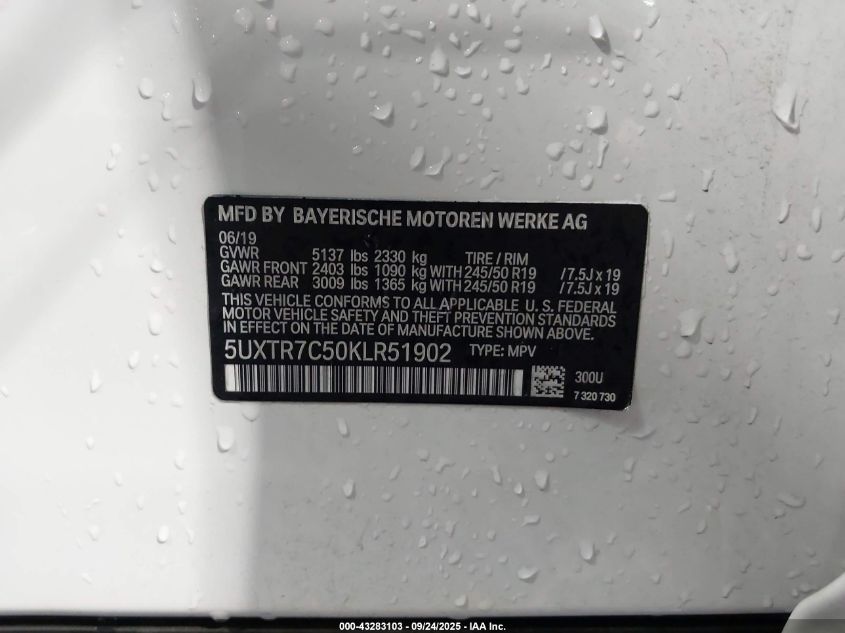 MFD BY BAYERISCHE MOTOREN WERKE AG
06/19
GVWR 5137 lbs 2330 kg TIRE / RIM
GAWR FRONT 2403 lbs 1090 kg WITH 245/50 R19 /7.5J x 19
GAWR REAR 3009 lbs 1365 kg WITH 245/50 R19 /7.5J x 19
THIS VEHICLE CONFORMS TO ALL APPLICABLE U. S. FEDERAL
MOTOR VEHICLE SAFETY AND THEFT PREVENTION STANDARDS
IN EFFECT ON THE DATE OF MANUFACTURE SHOWN ABOVE.
5UXTR7C50KLR51902 TYPE: MPV
300U
7 320 730
000-43283103 - 09/24/2025 - IAA Inc.